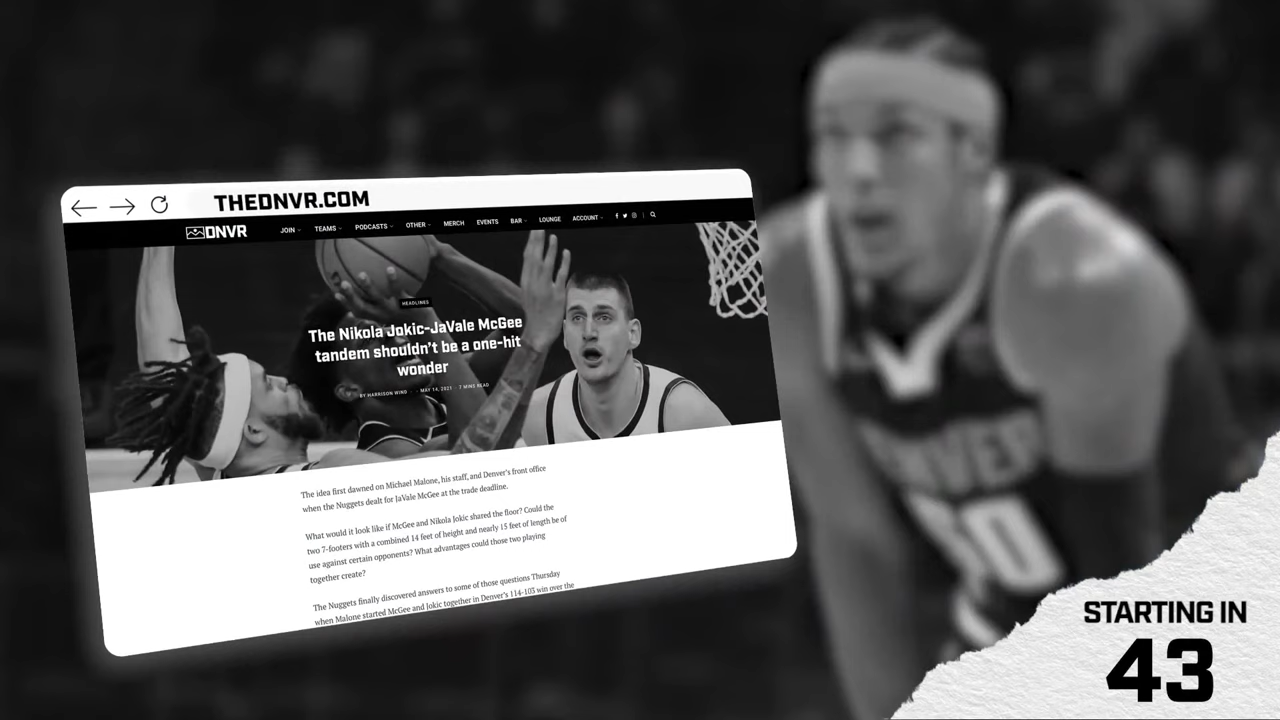 THEDNVR.COM
DNVR JOIN TEAMS PODCASTS OTHER MERCH EVENTS BAR LOUNGE ACCOUNT
HEADLINES
The Nikola Jokic-JaVale McGee
tandem shouldn't be a one-hit
wonder
BY HARRISON WIND · MAY 14, 2021 · 7 MINS READ
The idea first dawned on Michael Malone, his staff, and Denver's front office
when the Nuggets dealt for JaVale McGee at the trade deadline.
What would it look like if McGee and Nikola Jokic shared the floor? Could the
two 7-footers with a combined 14 feet of height and nearly 15 feet of length be of
use against certain opponents? What advantages could those two playing
together create?
The Nuggets finally discovered answers to some of those questions Thursday
when Malone started McGee and Jokic together in Denver's 114-103 win over the
STARTING IN
43